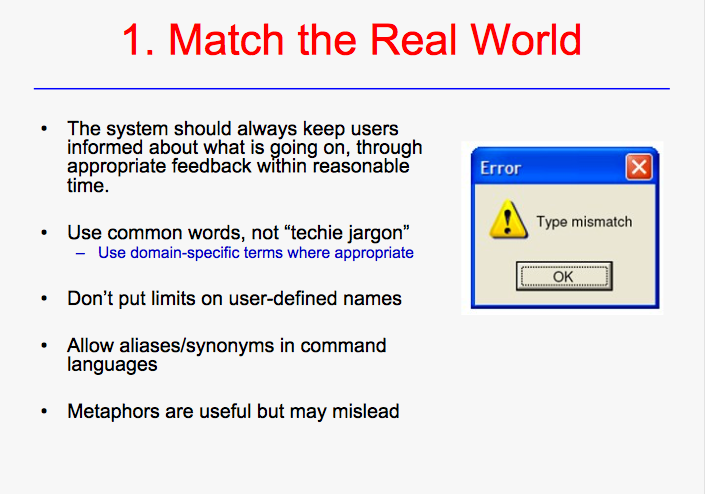 1. Match the Real World
• The system should always keep users
informed about what is going on, through
appropriate feedback within reasonable
time.
• Use common words, not “techie jargon”
– Use domain-specific terms where appropriate
• Don’t put limits on user-defined names
• Allow aliases/synonyms in command
languages
• Metaphors are useful but may mislead
Error
Type mismatch
OK